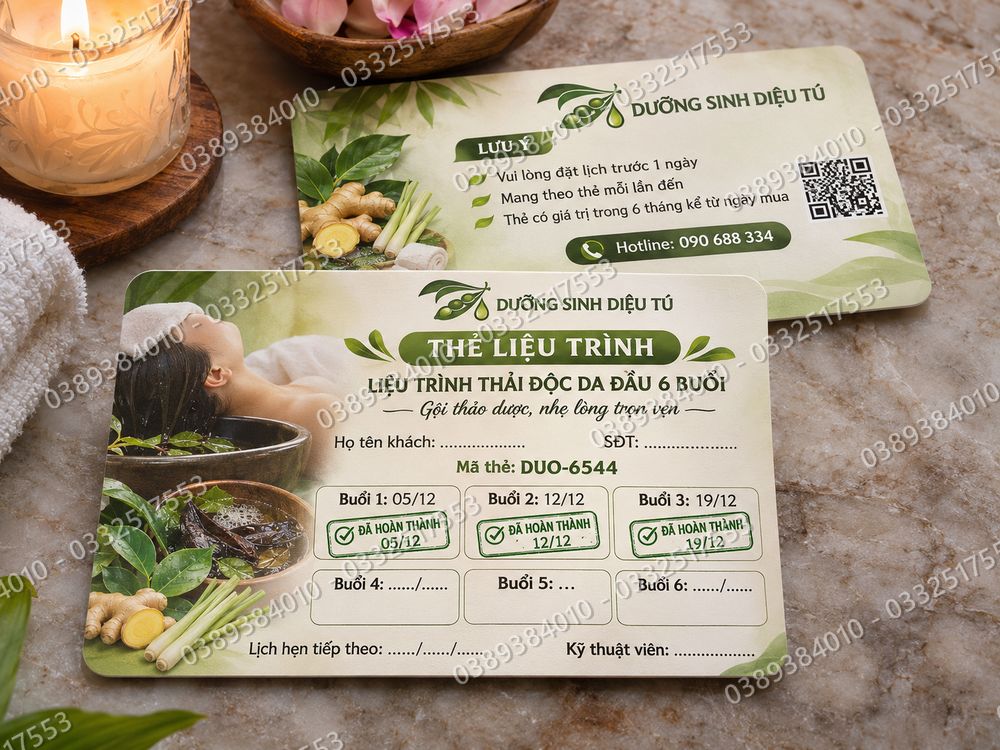 DƯỠNG SINH DIỆU TÚ
LƯU Ý
Vui lòng đặt lịch trước 1 ngày
Mang theo thẻ mỗi lần đến
Thẻ có giá trị trong 6 tháng kể từ ngày mua
Hotline: 090 688 334
DƯỠNG SINH DIỆU TÚ
THẺ LIỆU TRÌNH
LIỆU TRÌNH THẢI ĐỘC DA ĐẦU 6 BUỔI
Gội thảo dược, nhẹ lòng trọn vẹn
Họ tên khách: .................. SĐT: ....................
Mã thẻ: DUO-6544
Buổi 1: 05/12 Buổi 2: 12/12 Buổi 3: 19/12
ĐÃ HOÀN THÀNH ĐÃ HOÀN THÀNH ĐÃ HOÀN THÀNH
05/12 12/12 19/12
Buổi 4: ....../...... Buổi 5: ... Buổi 6: ....../......
Lịch hẹn tiếp theo: ....../....../...... Kỹ thuật viên: ..................
0389384010 - 0332517553